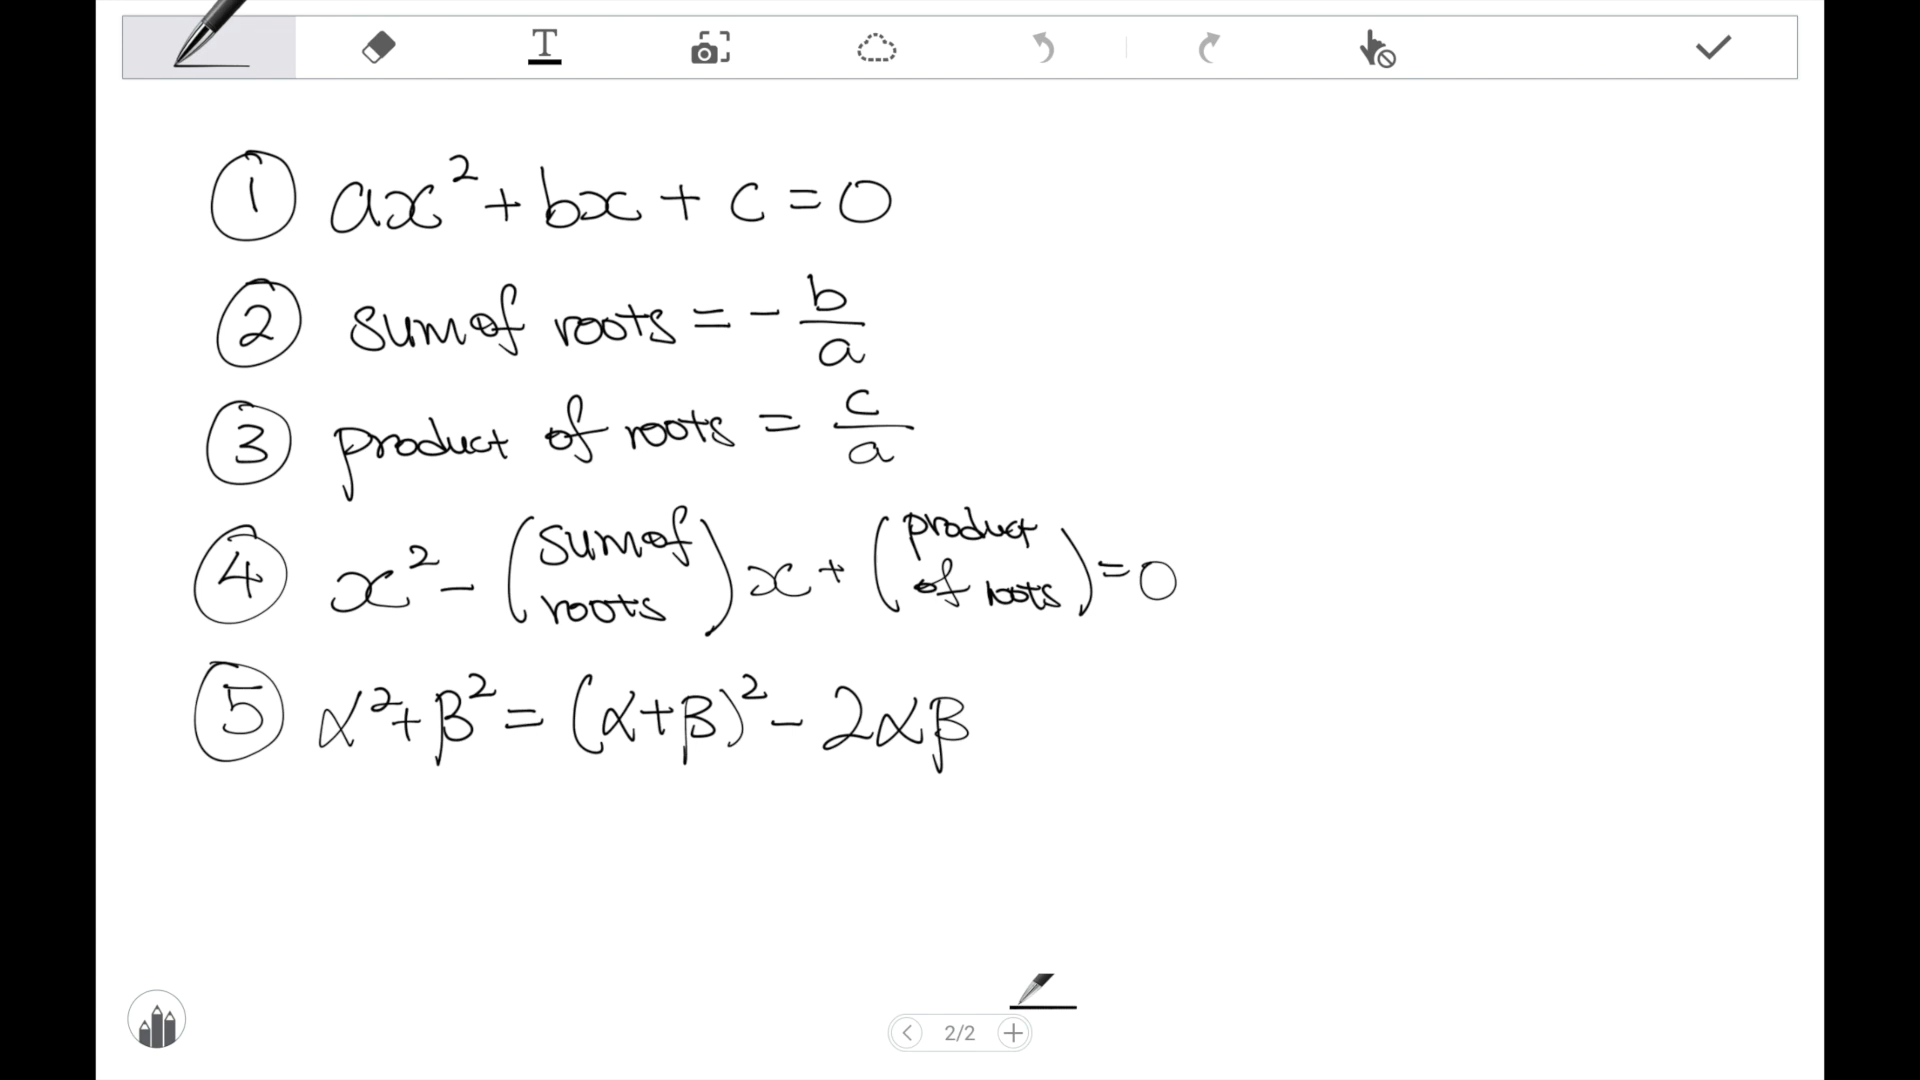 T
① ax² + bx + c = 0
② sum of roots = - b/a
③ product of roots = c/a
④ x² - (sum of roots)x + (product of roots) = 0
⑤ α² + β² = (α+β)² - 2αβ
2/2